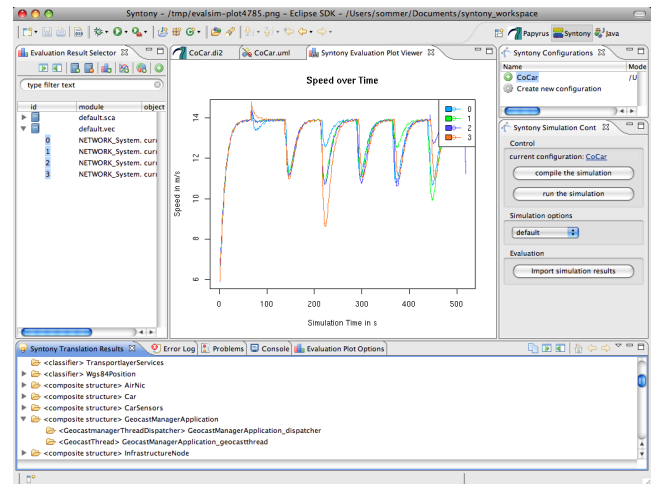 Syntony - /tmp/evalsim-plot4785.png - Eclipse SDK - /Users/sommer/Documents/syntony_workspace
Papyrus Syntony Java
Evaluation Result Selector
type filter text
id module object
default.sca
default.vec
0 NETWORK_System. curr
1 NETWORK_System. curr
2 NETWORK_System. curr
3 NETWORK_System. curr
CoCar.di2 CoCar.uml Syntony Evaluation Plot Viewer
Speed over Time
Speed in m/s
14
12
10
8
6
0 100 200 300 400 500
Simulation Time in s
0
1
2
3
Syntony Configurations
Name Mode
CoCar /U
Create new configuration
Syntony Simulation Cont
Control
current configuration: CoCar
compile the simulation
run the simulation
Simulation options
default
Evaluation
Import simulation results
Syntony Translation Results Error Log Problems Console Evaluation Plot Options
<classifier> TransportlayerServices
<classifier> Wgs84Position
<composite structure> AirNic
<composite structure> Car
<composite structure> CarSensors
<composite structure> GeocastManagerApplication
<geocastmanagerThreadDispatcher> GeocastManagerApplication_dispatcher
<GeocastThread> GeocastManagerApplication_geocastthread
<composite structure> InfrastructureNode